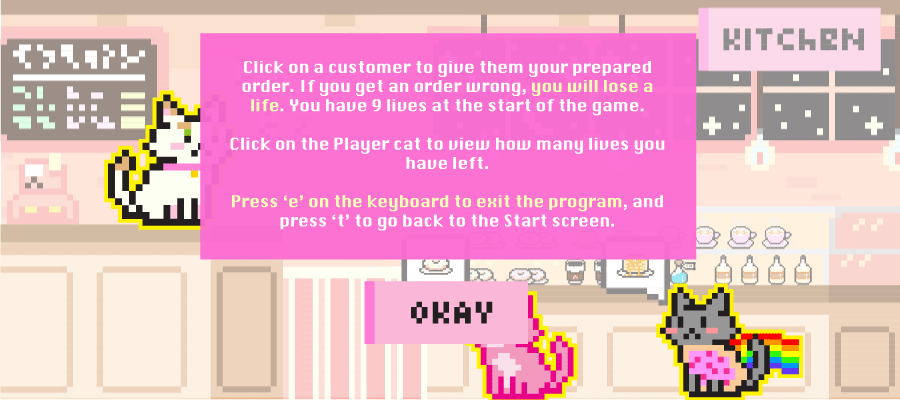 KITCHEN
Click on a customer to give them your prepared
order. If you get an order wrong, you will lose a
life. You have 9 lives at the start of the game.
Click on the Player cat to view how many lives you
have left.
Press ‘e’ on the keyboard to exit the program, and
press ‘t’ to go back to the Start screen.
OKAY